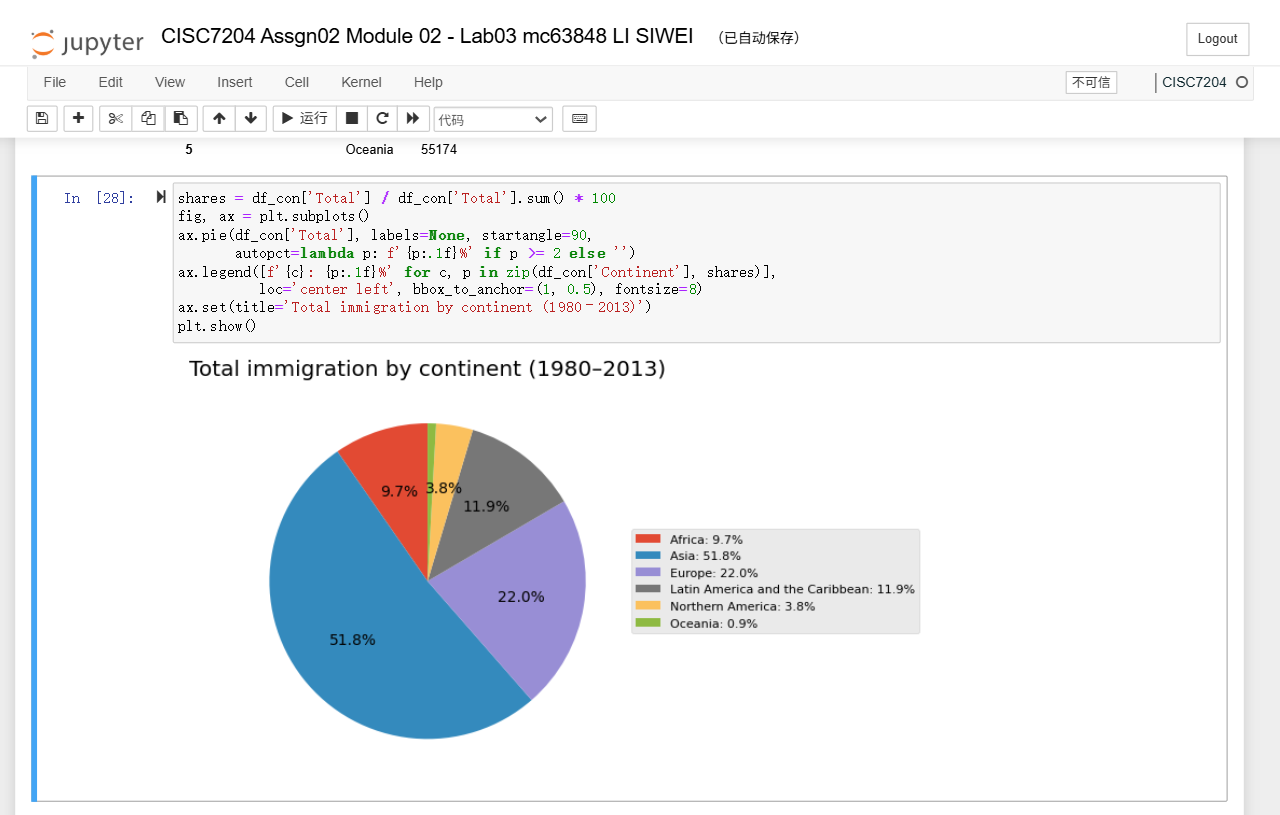 jupyter CISC7204 Assgn02 Module 02 - Lab03 mc63848 LI SIWEI (已自动保存) Logout
File Edit View Insert Cell Kernel Help 不可信 CISC7204
运行 代码
5 Oceania 55174
In [28]: shares = df_con['Total'] / df_con['Total'].sum() * 100
fig, ax = plt.subplots()
ax.pie(df_con['Total'], labels=None, startangle=90,
autopct=lambda p: f'{p:.1f}%' if p >= 2 else '')
ax.legend([f'{c}: {p:.1f}%' for c, p in zip(df_con['Continent'], shares)],
loc='center left', bbox_to_anchor=(1, 0.5), fontsize=8)
ax.set(title='Total immigration by continent (1980–2013)')
plt.show()
Total immigration by continent (1980–2013)
9.7%
3.8%
11.9%
22.0%
51.8%
Africa: 9.7%
Asia: 51.8%
Europe: 22.0%
Latin America and the Caribbean: 11.9%
Northern America: 3.8%
Oceania: 0.9%